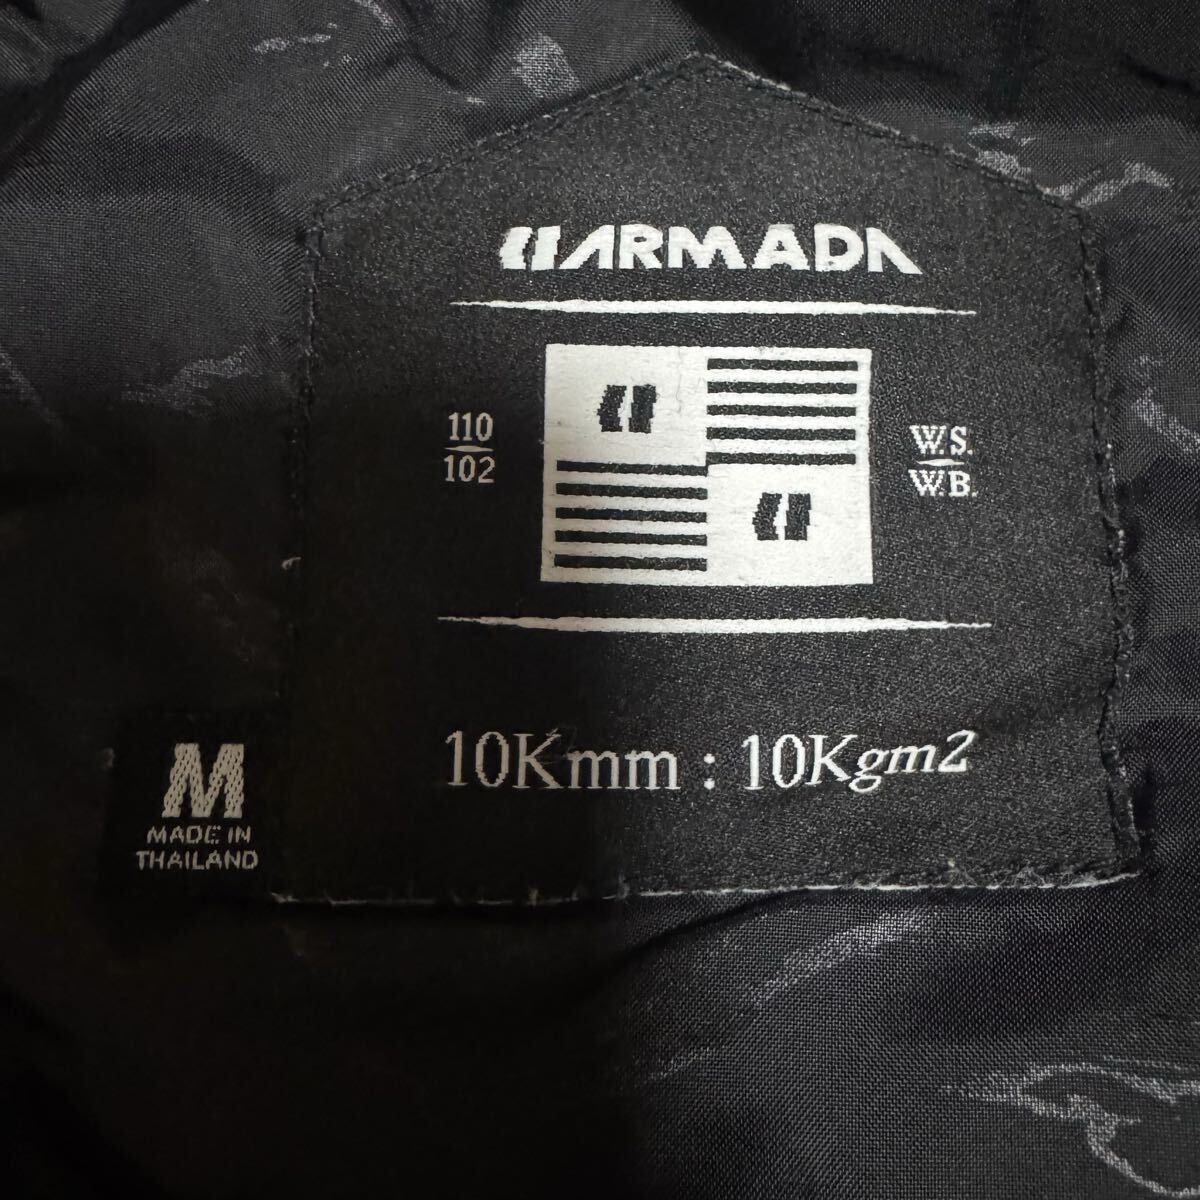 ARMADA
110
102
W.S.
W.B.
10Kmm : 10Kgm2
M
MADE IN
THAILAND